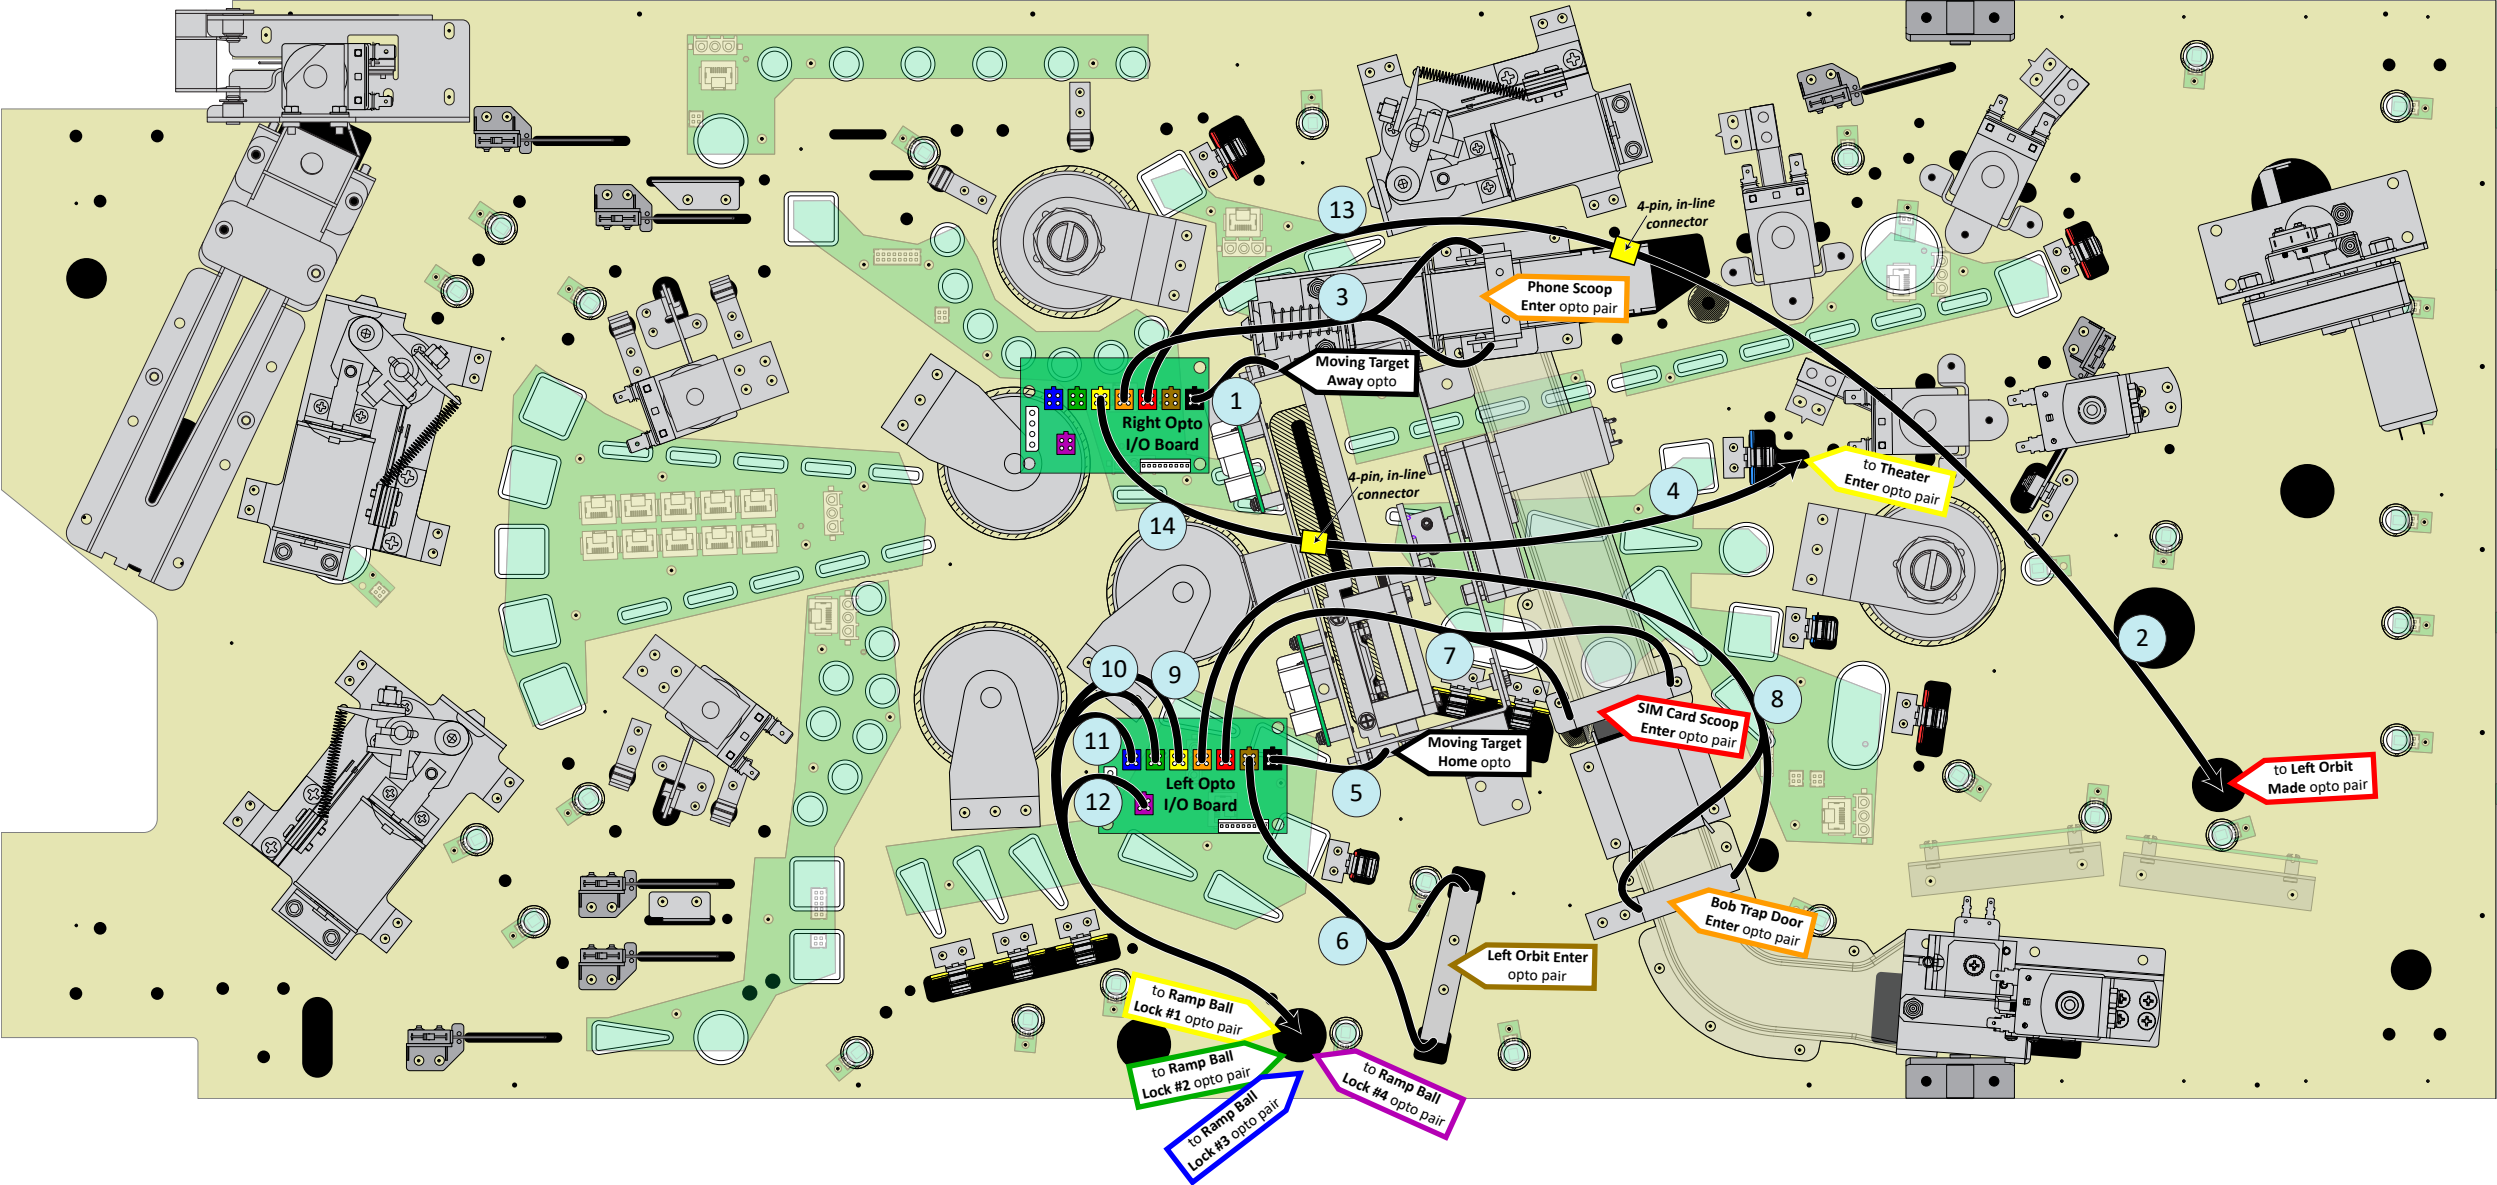 13
4-pin, in-line
connector
3
Phone Scoop
Enter opto pair
Moving Target
Away opto
1
Right Opto
I/O Board
4-pin, in-line
connector
to Theater
Enter opto pair
4
14
2
7
10
9
8
SIM Card Scoop
Enter opto pair
11
Moving Target
Home opto
to Left Orbit
Made opto pair
12
Left Opto
I/O Board
5
Bob Trap Door
Enter opto pair
6
Left Orbit Enter
opto pair
to Ramp Ball
Lock #1 opto pair
to Ramp Ball
Lock #2 opto pair
to Ramp Ball
Lock #3 opto pair
to Ramp Ball
Lock #4 opto pair